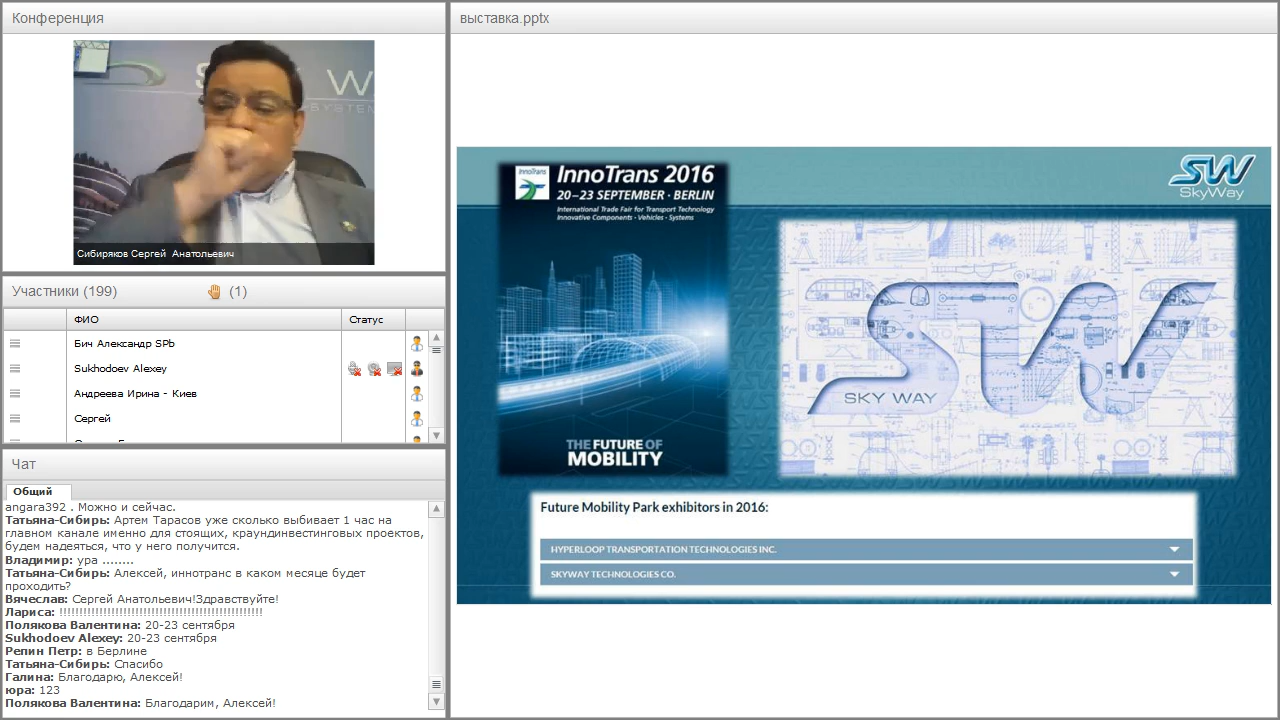 Конференция
SKY W
SYSTEM
Сибиряков Сергей Анатольевич
Участники (199)
(1)
ФИО
Статус
Бич Александр SPb
Sukhodoev Alexey
Андреева Ирина - Киев
Сергей
Чат
Общий
angara392 . Можно и сейчас.
Татьяна-Сибирь: Артем Тарасов уже сколько выбивает 1 час на
главном канале именно для стоящих, краундинвестинговых проектов,
будем надеяться, что у него получится.
Владимир: ура ........
Татьяна-Сибирь: Алексей, иннотранс в каком месяце будет
проходить?
Вячеслав: Сергей Анатольевич!Здравствуйте!
Лариса: !!!!!!!!!!!!!!!!!!!!!!!!!!!!!!!!!!!!!!!!!!!!!!!!!!!
Полякова Валентина: 20-23 сентября
Sukhodoev Alexey: 20-23 сентября
Репин Петр: в Берлине
Татьяна-Сибирь: Спасибо
Галина: Благодарю, Алексей!
юра: 123
Полякова Валентина: Благодарим, Алексей!
выставка.pptx
SW
SkyWay
InnoTrans
InnoTrans 2016
20–23 SEPTEMBER · BERLIN
International Trade Fair for Transport Technology
Innovative Components · Vehicles · Systems
THE FUTURE OF
MOBILITY
SW
SKY WAY
Future Mobility Park exhibitors in 2016:
HYPERLOOP TRANSPORTATION TECHNOLOGIES INC.
SKYWAY TECHNOLOGIES CO.